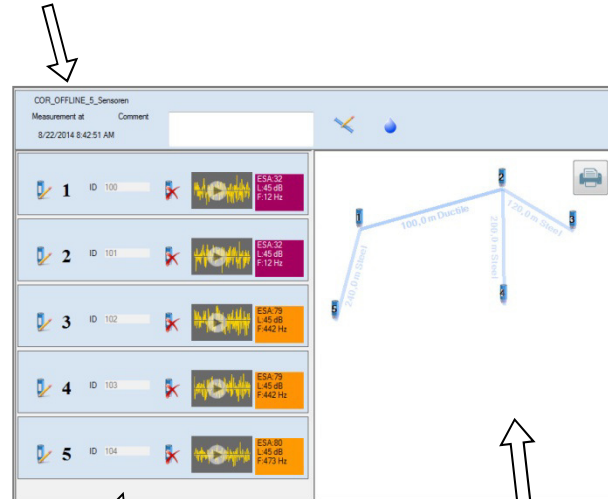 COR_OFFLINE_5_Sensoren
Measurement at Comment
8/22/2014 8:42:51 AM
1 ID 100
ESA:32
L:45 dB
F:12 Hz
2 ID 101
ESA:32
L:45 dB
F:12 Hz
3 ID 102
ESA:79
L:45 dB
F:442 Hz
4 ID 103
ESA:79
L:45 dB
F:442 Hz
5 ID 104
ESA:80
L:45 dB
F:473 Hz
2
1
3
100,0 m Ductile
120,0 m Steel
200,0 m Steel
240,0 m Steel
4
5